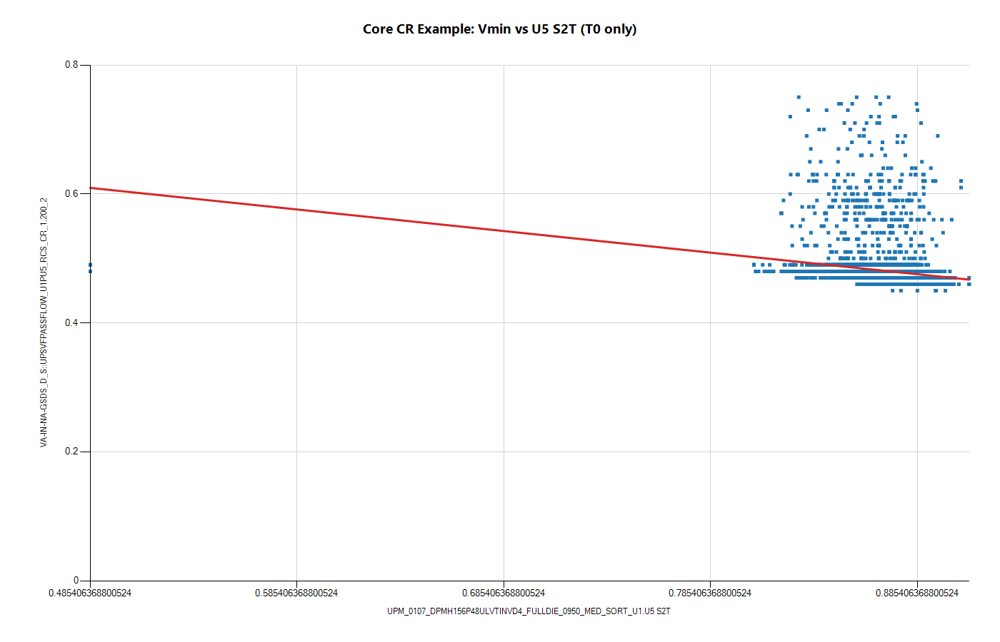 Core CR Example: Vmin vs U5 S2T (T0 only)
0.8
0.6
0.4
0.2
0
VA-IN-NA-GSDS_D_S::UPSVFPASSFLOW_U1PU5_RCS_CR_1.200_2
0.485406368800524 0.585406368800524 0.685406368800524 0.785406368800524 0.885406368800524
UPM_0107_DPMH156P48ULVTINVD4_FULLDIE_0950_MED_SORT_U1.U5 S2T